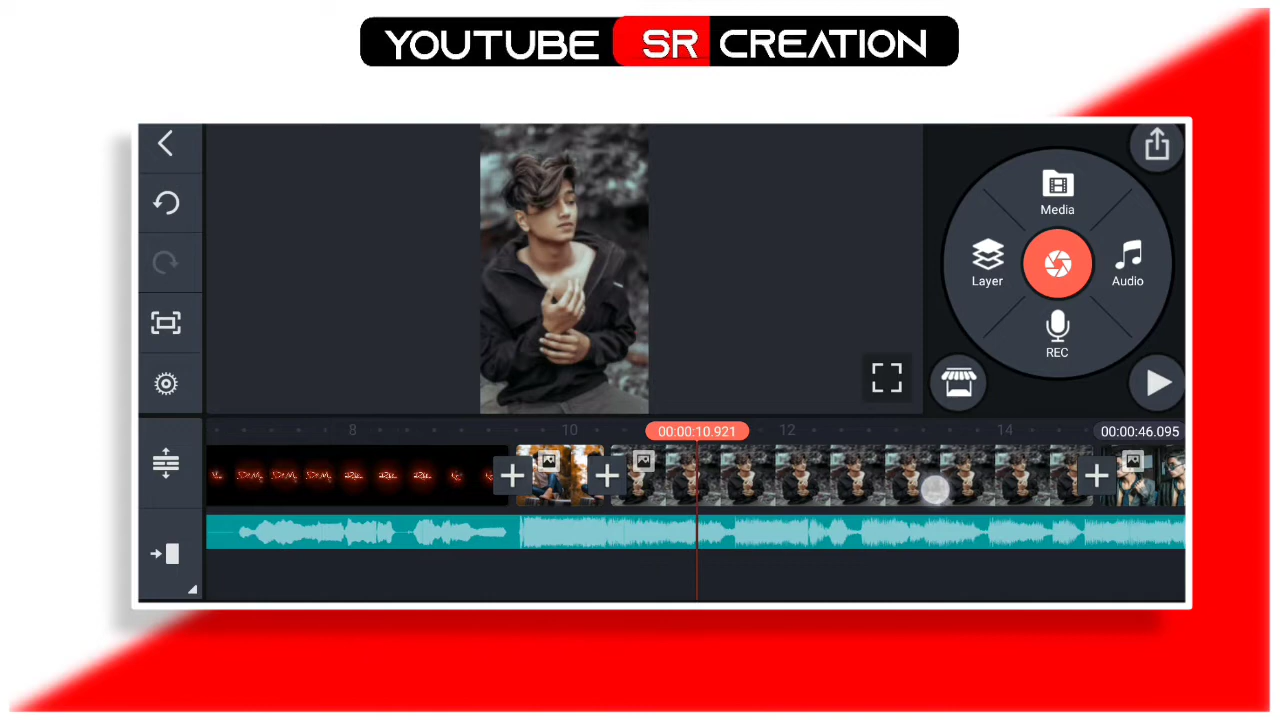 YOUTUBE SR CREATION
Media
Layer
Audio
REC
8
10
00:00:10.921
12
14
00:00:46.095